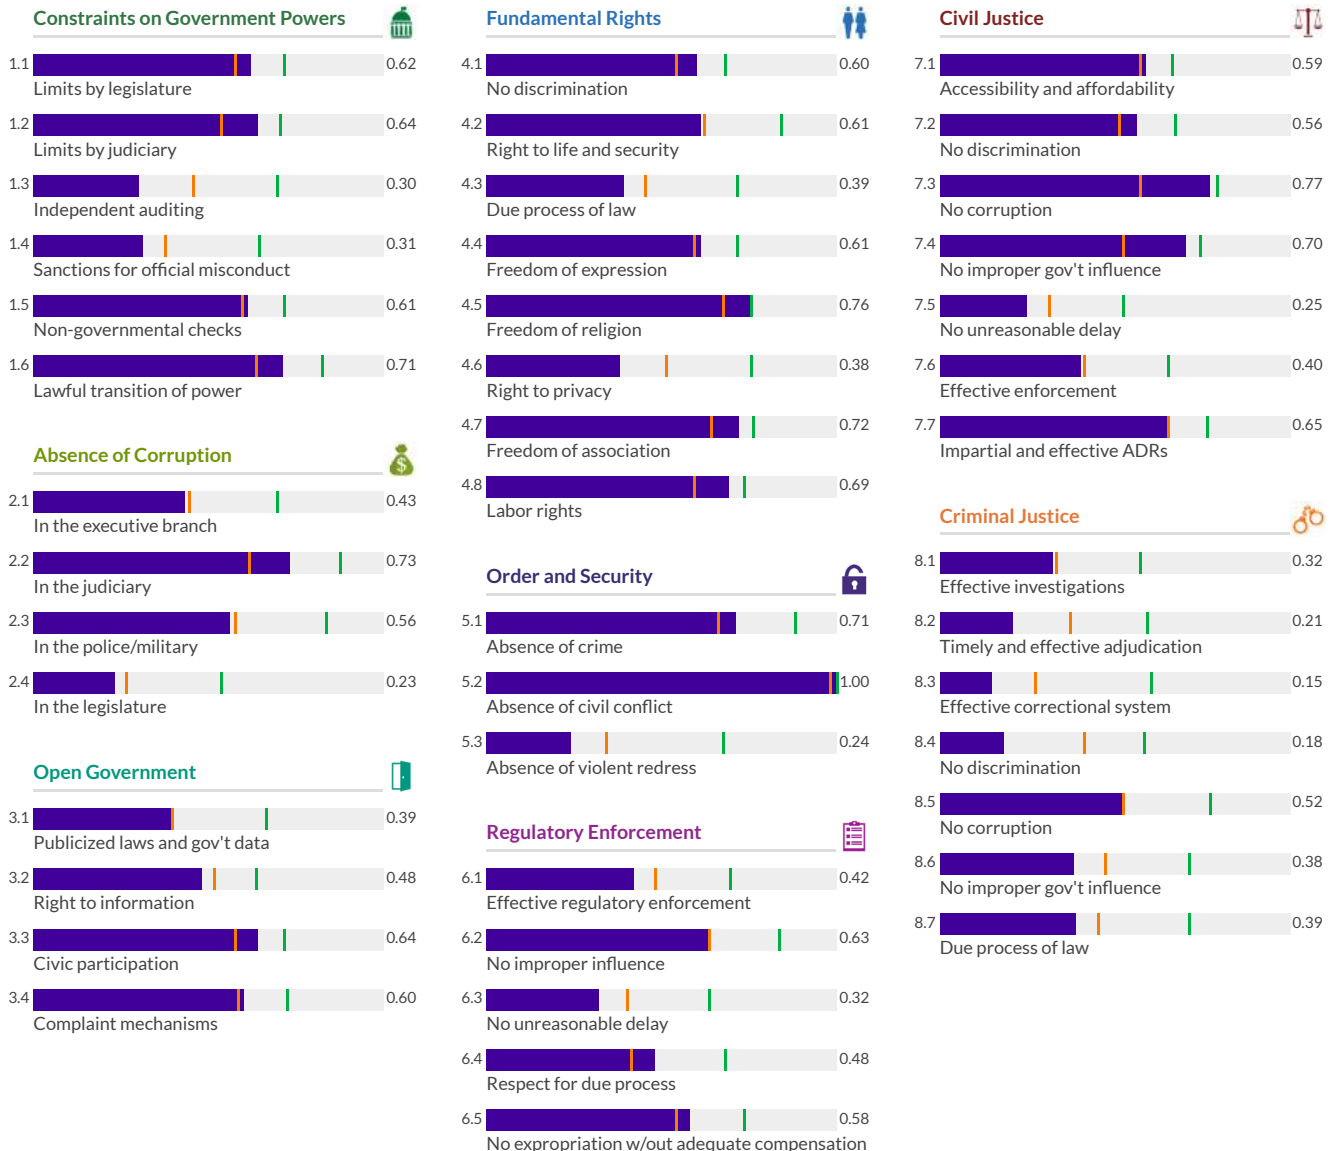 Constraints on Government Powers
1.1 0.62
Limits by legislature
1.2 0.64
Limits by judiciary
1.3 0.30
Independent auditing
1.4 0.31
Sanctions for official misconduct
1.5 0.61
Non-governmental checks
1.6 0.71
Lawful transition of power
Absence of Corruption
2.1 0.43
In the executive branch
2.2 0.73
In the judiciary
2.3 0.56
In the police/military
2.4 0.23
In the legislature
Open Government
3.1 0.39
Publicized laws and gov't data
3.2 0.48
Right to information
3.3 0.64
Civic participation
3.4 0.60
Complaint mechanisms
Fundamental Rights
4.1 0.60
No discrimination
4.2 0.61
Right to life and security
4.3 0.39
Due process of law
4.4 0.61
Freedom of expression
4.5 0.76
Freedom of religion
4.6 0.38
Right to privacy
4.7 0.72
Freedom of association
4.8 0.69
Labor rights
Order and Security
5.1 0.71
Absence of crime
5.2 1.00
Absence of civil conflict
5.3 0.24
Absence of violent redress
Regulatory Enforcement
6.1 0.42
Effective regulatory enforcement
6.2 0.63
No improper influence
6.3 0.32
No unreasonable delay
6.4 0.48
Respect for due process
6.5 0.58
No expropriation w/out adequate compensation
Civil Justice
7.1 0.59
Accessibility and affordability
7.2 0.56
No discrimination
7.3 0.77
No corruption
7.4 0.70
No improper gov't influence
7.5 0.25
No unreasonable delay
7.6 0.40
Effective enforcement
7.7 0.65
Impartial and effective ADRs
Criminal Justice
8.1 0.32
Effective investigations
8.2 0.21
Timely and effective adjudication
8.3 0.15
Effective correctional system
8.4 0.18
No discrimination
8.5 0.52
No corruption
8.6 0.38
No improper gov't influence
8.7 0.39
Due process of law